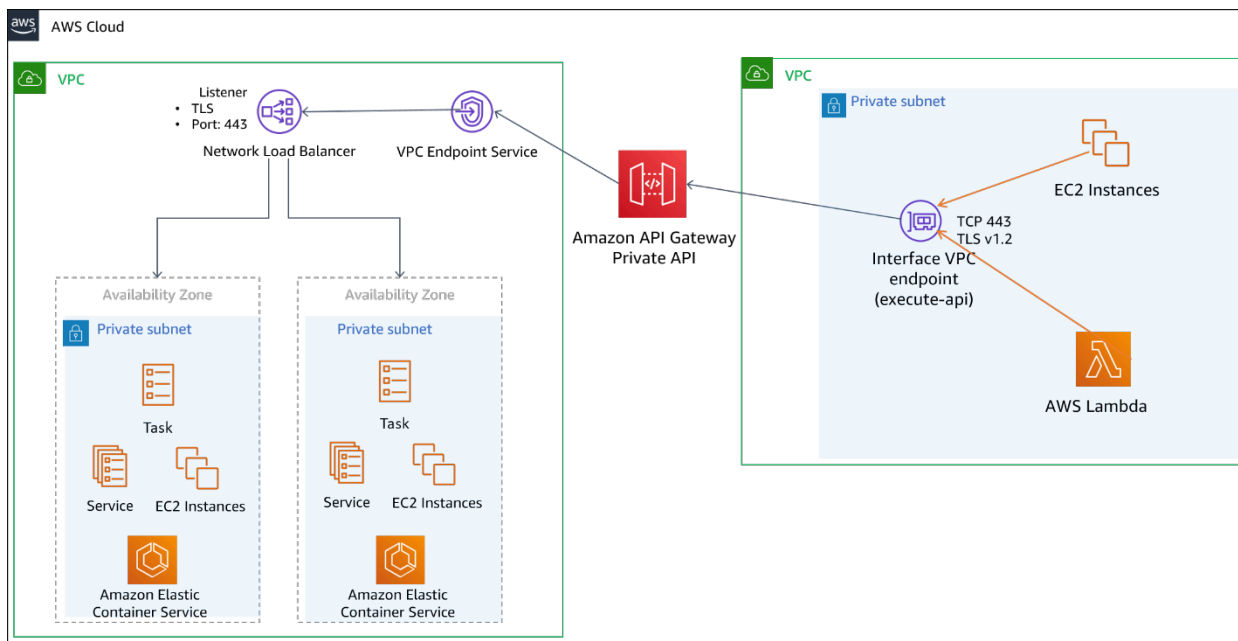 aws
AWS Cloud
VPC
Listener
• TLS
• Port: 443
Network Load Balancer
VPC Endpoint Service
Amazon API Gateway
Private API
VPC
Private subnet
EC2 Instances
TCP 443
TLS v1.2
Interface VPC
endpoint
(execute-api)
AWS Lambda
Availability Zone
Private subnet
Task
Service
EC2 Instances
Amazon Elastic
Container Service
Availability Zone
Private subnet
Task
Service
EC2 Instances
Amazon Elastic
Container Service